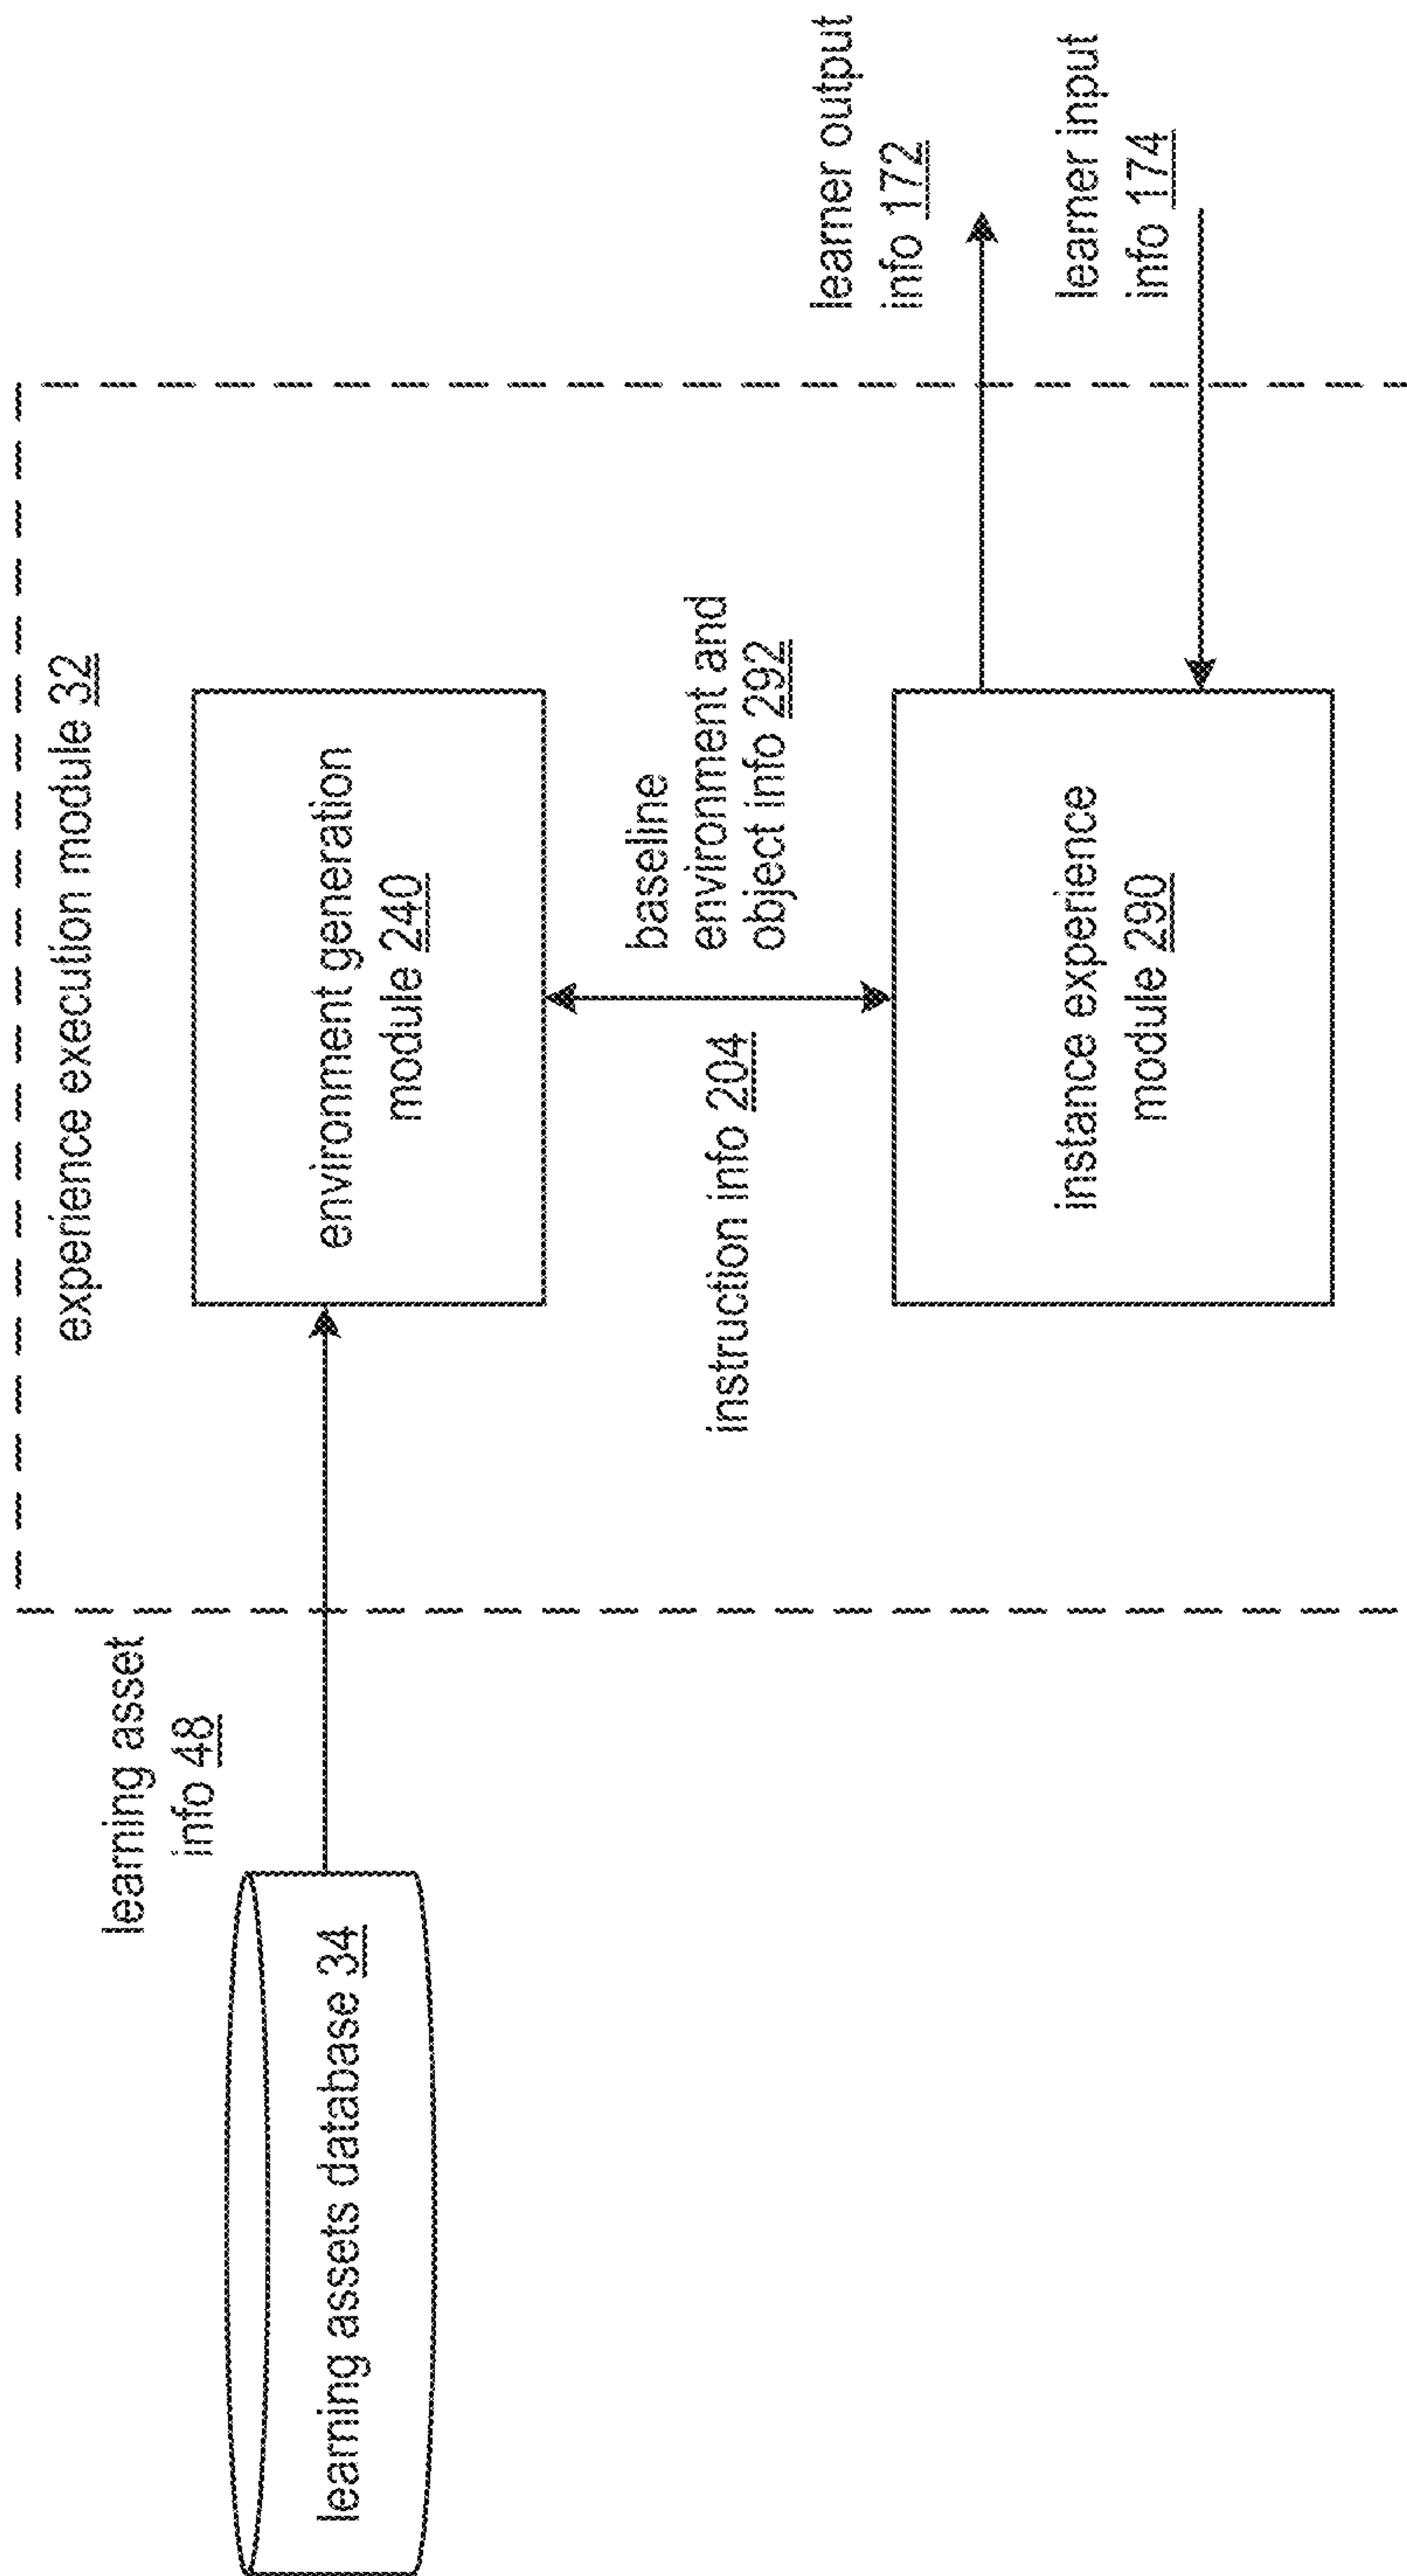 experience execution module 32
learning asset
info 48
learning assets database 34
environment generation
module 240
baseline
environment and
object info 292
instruction info 204
instance experience
module 290
learner output
info 172
learner input
info 174